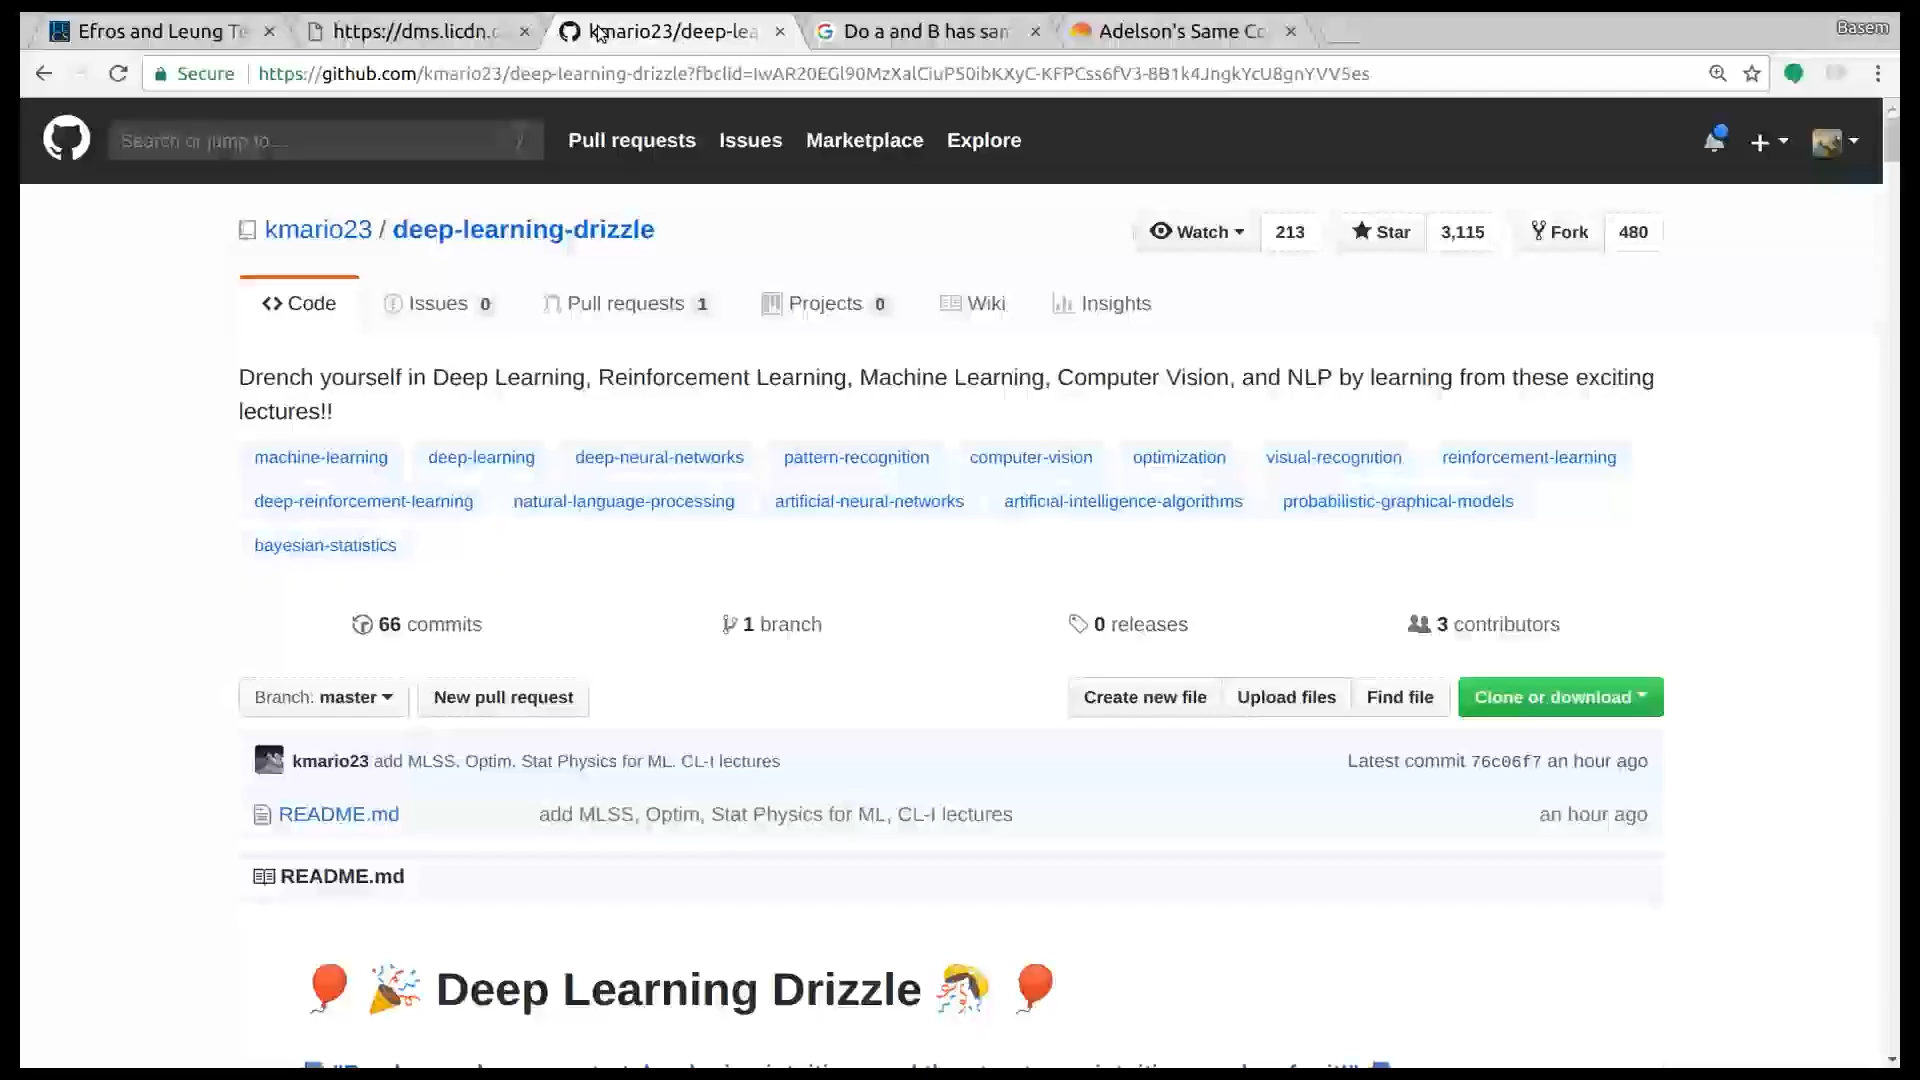 Efros and Leung Te
https://dms.licdn.c
kmario23/deep-lea
Do a and B has sam
Adelson's Same Co
Basem
Secure
https://github.com/kmario23/deep-learning-drizzle?fbclid=IwAR20EGl90MzXalCiuP50ibKXyC-KFPCss6fV3-8B1k4JngkYcU8gnYVV5es
Search or jump to...
/
Pull requests
Issues
Marketplace
Explore
kmario23 / deep-learning-drizzle
Watch 213
Star 3,115
Fork 480
Code
Issues 0
Pull requests 1
Projects 0
Wiki
Insights
Drench yourself in Deep Learning, Reinforcement Learning, Machine Learning, Computer Vision, and NLP by learning from these exciting
lectures!!
machine-learning deep-learning deep-neural-networks pattern-recognition computer-vision optimization visual-recognition reinforcement-learning
deep-reinforcement-learning natural-language-processing artificial-neural-networks artificial-intelligence-algorithms probabilistic-graphical-models
bayesian-statistics
66 commits
1 branch
0 releases
3 contributors
Branch: master
New pull request
Create new file
Upload files
Find file
Clone or download
kmario23 add MLSS, Optim, Stat Physics for ML, CL-I lectures
Latest commit 76c06f7 an hour ago
README.md
add MLSS, Optim, Stat Physics for ML, CL-I lectures
an hour ago
README.md
Deep Learning Drizzle